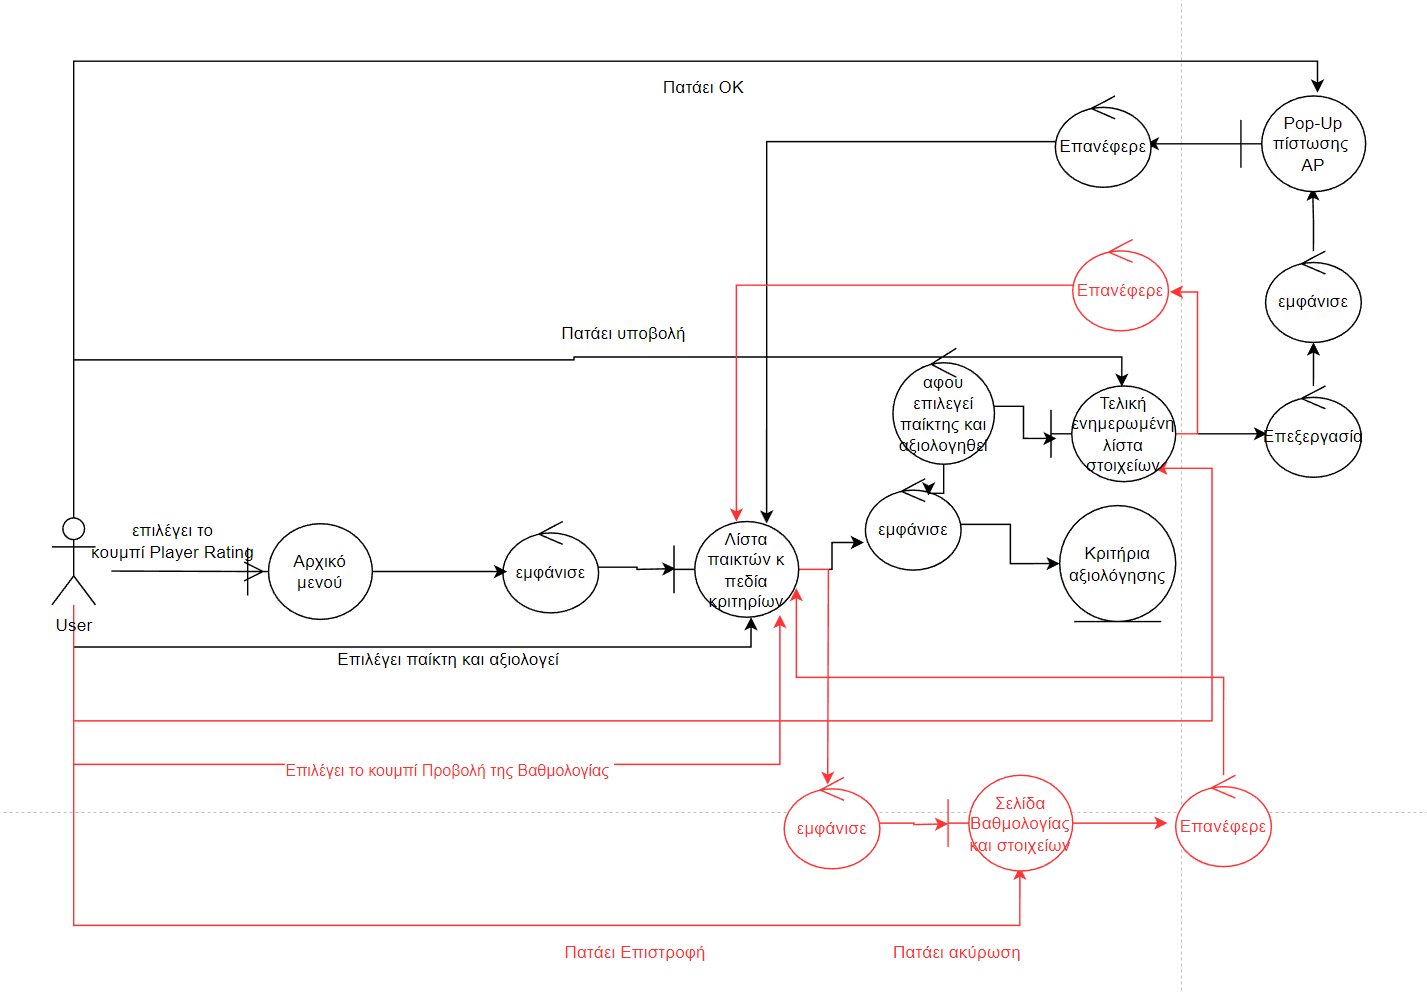 Πατάει OK
Pop-Up
πίστωσης
AP
Επανέφερε
Επανέφερε
εμφάνισε
Πατάει υποβολή
αφου
επιλεγεί
παίκτης και
αξιολογηθεί
Τελική
ενημερωμένη
λίστα
στοιχείων
Επεξεργασία
επιλέγει το
κουμπί Player Rating
Αρχικό
μενού
εμφάνισε
Λίστα
παικτών κ
πεδία
κριτηρίων
εμφάνισε
Κριτήρια
αξιολόγησης
User
Επιλέγει παίκτη και αξιολογεί
Επιλέγει το κουμπί Προβολή της Βαθμολογίας
εμφάνισε
Σελίδα
Βαθμολογίας
και στοιχείων
Επανέφερε
Πατάει Επιστροφή
Πατάει ακύρωση